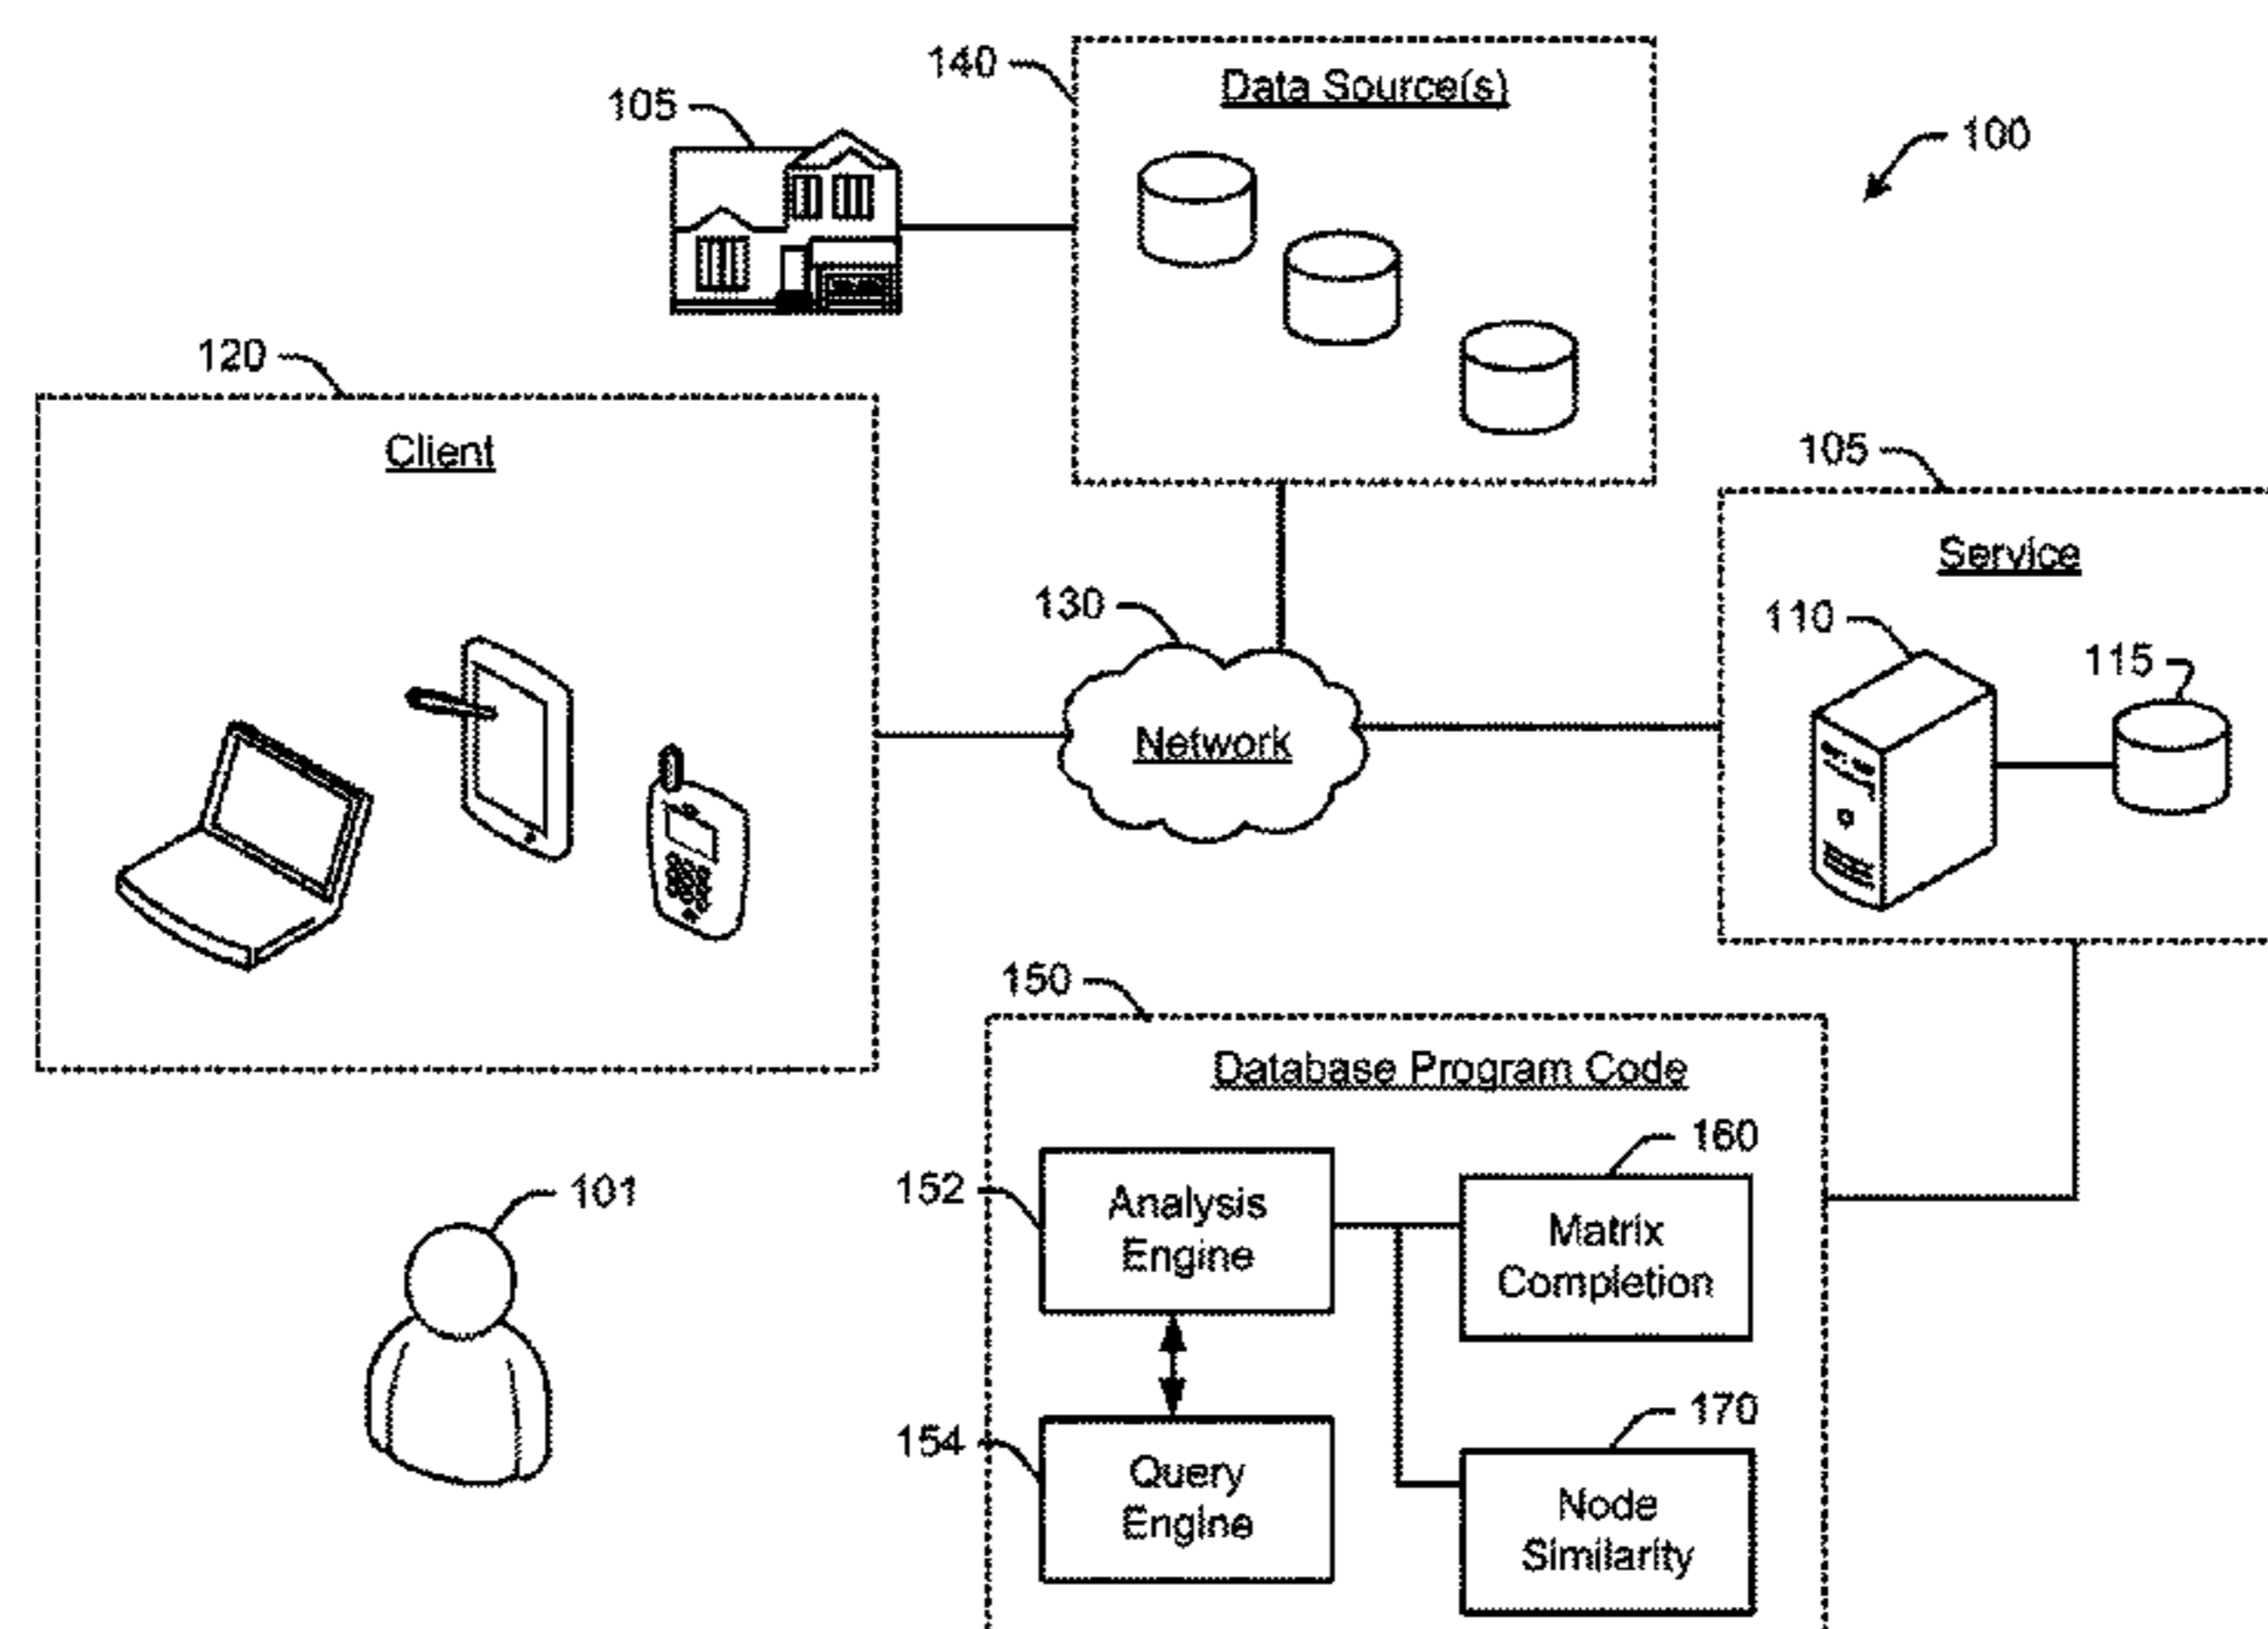 140
Data Source(s)
105
100
120
Client
105
Service
130
110
115
Network
150
Database Program Code
160
152
Analysis
Engine
Matrix
Completion
101
170
154
Query
Engine
Node
Similarity